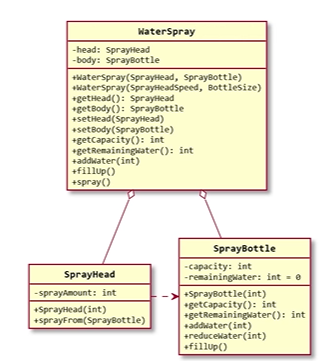 WaterSpray
-head: SprayHead
-body: SprayBottle
+WaterSpray(SprayHead, SprayBottle)
+WaterSpray(SprayHeadSpeed, BottleSize)
+getHead(): SprayHead
+getBody(): SprayBottle
+setHead(SprayHead)
+setBody(SprayBottle)
+getCapacity(): int
+getRemainingWater(): int
+addWater(int)
+fillUp()
+spray()
SprayHead
-sprayAmount: int
+SprayHead(int)
+sprayFrom(SprayBottle)
SprayBottle
-capacity: int
-remainingWater: int = 0
+SprayBottle(int)
+getCapacity(): int
+getRemainingWater(): int
+addWater(int)
+reduceWater(int)
+fillUp()